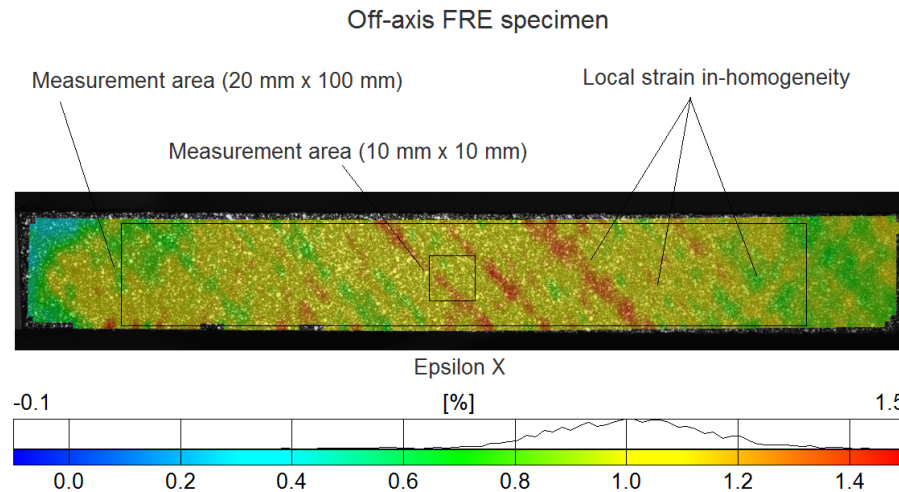 Off-axis FRE specimen
Measurement area (20 mm x 100 mm)
Local strain in-homogeneity
Measurement area (10 mm x 10 mm)
Epsilon X
-0.1 [%] 1.5
0.0 0.2 0.4 0.6 0.8 1.0 1.2 1.4